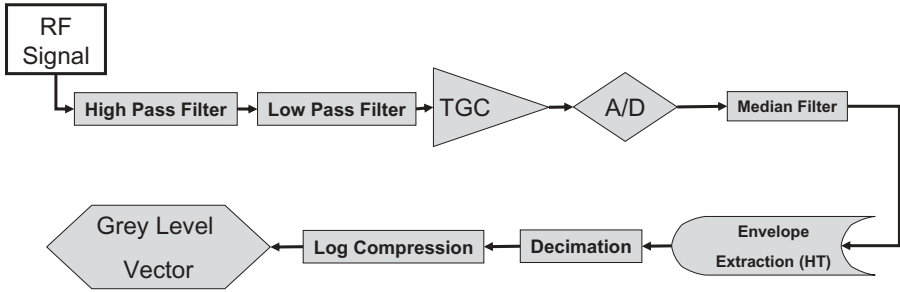 RF
Signal
High Pass Filter
Low Pass Filter
TGC
A/D
Median Filter
Envelope
Extraction (HT)
Decimation
Log Compression
Grey Level
Vector